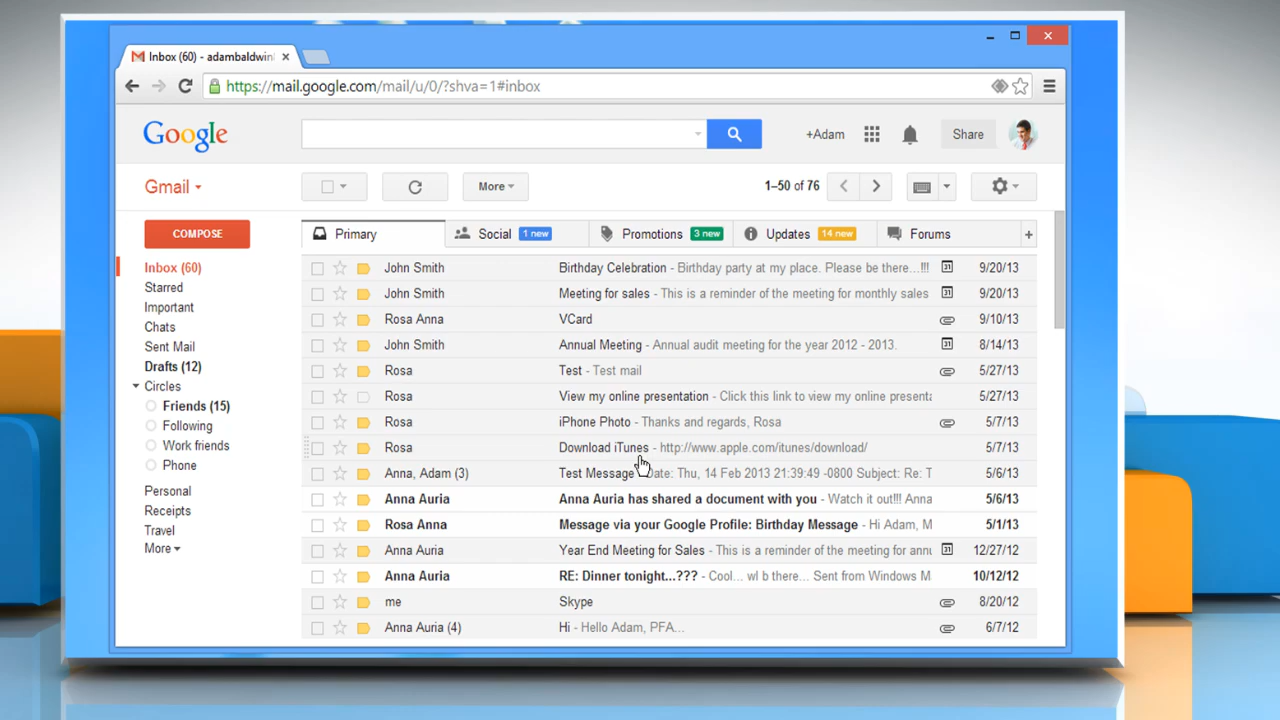 Inbox (60) - adambaldwin
https://mail.google.com/mail/u/0/?shva=1#inbox
Google
+Adam
Share
Gmail
More
1–50 of 76
COMPOSE
Inbox (60)
Starred
Important
Chats
Sent Mail
Drafts (12)
Circles
Friends (15)
Following
Work friends
Phone
Personal
Receipts
Travel
More
Primary
Social 1 new
Promotions 3 new
Updates 14 new
Forums
+
John Smith Birthday Celebration - Birthday party at my place. Please be there...!!! 31 9/20/13
John Smith Meeting for sales - This is a reminder of the meeting for monthly sales 31 9/20/13
Rosa Anna VCard 9/10/13
John Smith Annual Meeting - Annual audit meeting for the year 2012 - 2013. 31 8/14/13
Rosa Test - Test mail 5/27/13
Rosa View my online presentation - Click this link to view my online presenta 5/27/13
Rosa iPhone Photo - Thanks and regards, Rosa 5/7/13
Rosa Download iTunes - http://www.apple.com/itunes/download/ 5/7/13
Anna, Adam (3) Test Message ate: Thu, 14 Feb 2013 21:39:49 -0800 Subject: Re: T 5/6/13
Anna Auria Anna Auria has shared a document with you - Watch it out!!! Anna 5/6/13
Rosa Anna Message via your Google Profile: Birthday Message - Hi Adam, M 5/1/13
Anna Auria Year End Meeting for Sales - This is a reminder of the meeting for annu 31 12/27/12
Anna Auria RE: Dinner tonight...??? - Cool... wl b there... Sent from Windows M 10/12/12
me Skype 8/20/12
Anna Auria (4) Hi - Hello Adam, PFA... 6/7/12